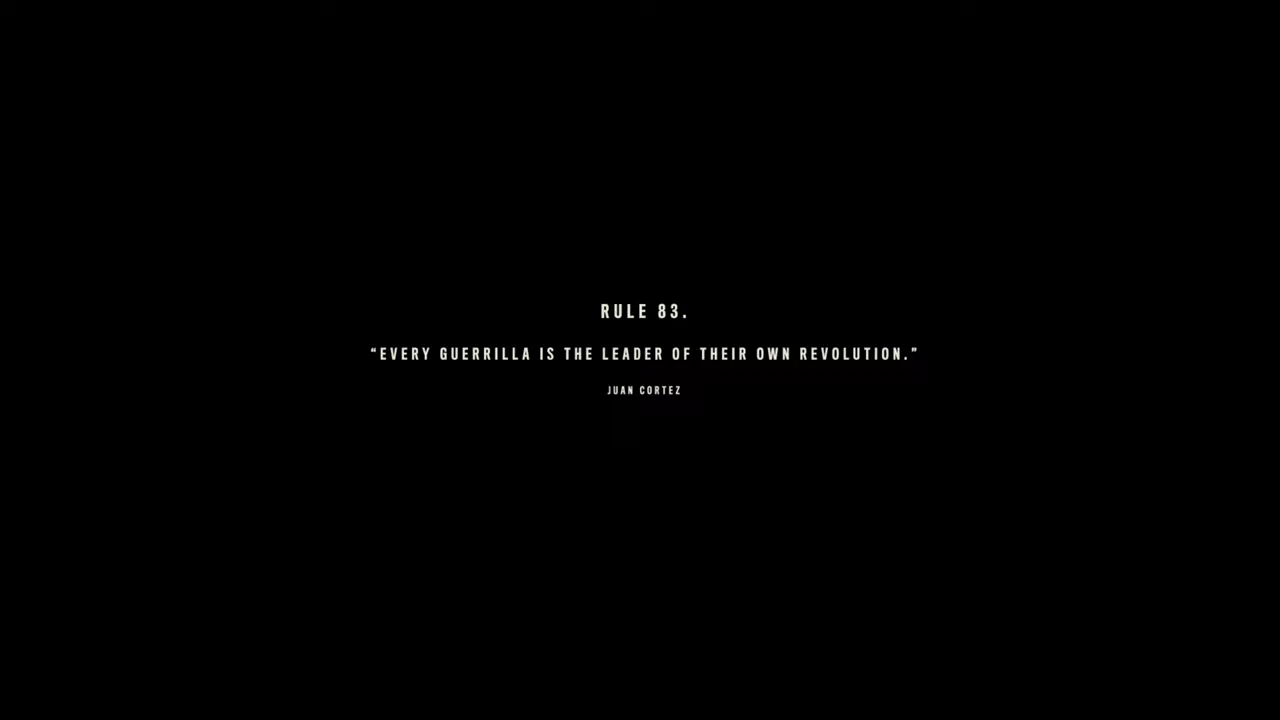 RULE 83.
“EVERY GUERRILLA IS THE LEADER OF THEIR OWN REVOLUTION.”
JUAN CORTEZ